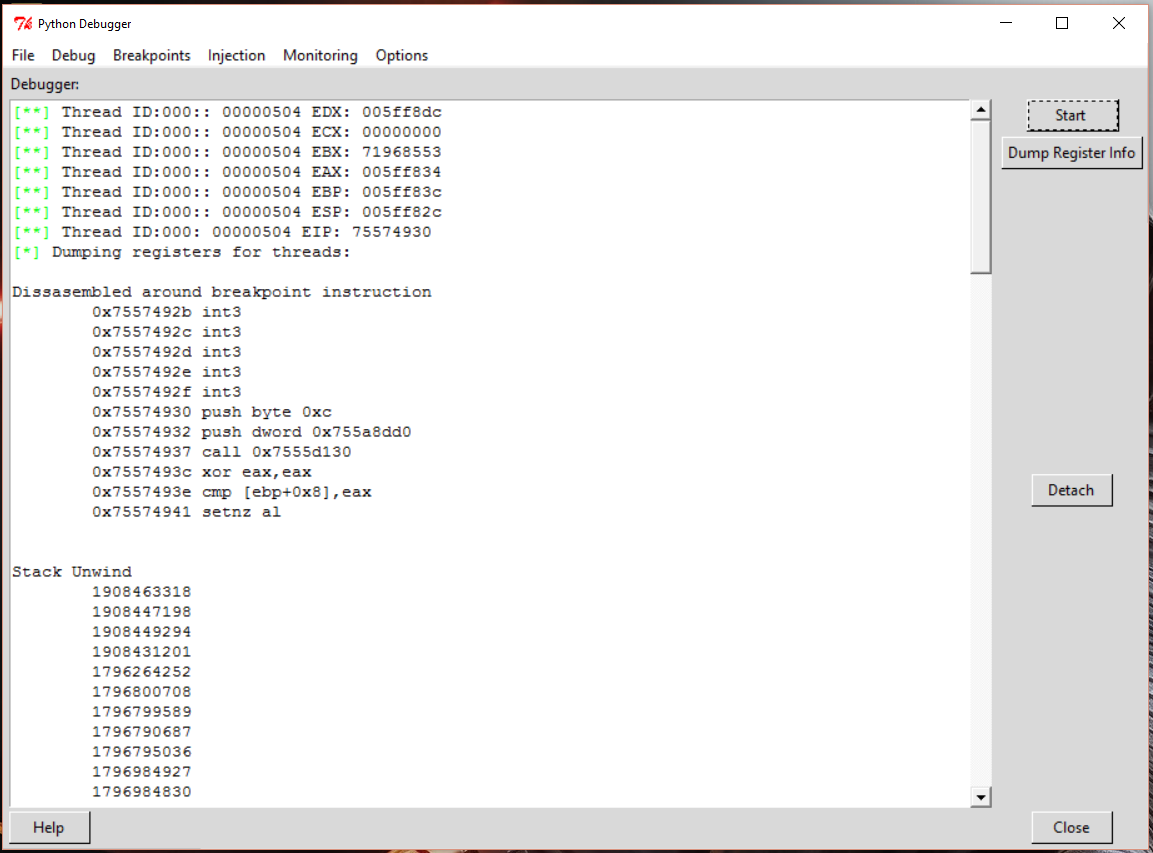 Python Debugger
File Debug Breakpoints Injection Monitoring Options
Debugger:
[**] Thread ID:000:: 00000504 EDX: 005ff8dc
[**] Thread ID:000:: 00000504 ECX: 00000000
[**] Thread ID:000:: 00000504 EBX: 71968553
[**] Thread ID:000:: 00000504 EAX: 005ff834
[**] Thread ID:000:: 00000504 EBP: 005ff83c
[**] Thread ID:000:: 00000504 ESP: 005ff82c
[**] Thread ID:000: 00000504 EIP: 75574930
[*] Dumping registers for threads:
Dissasembled around breakpoint instruction
0x7557492b int3
0x7557492c int3
0x7557492d int3
0x7557492e int3
0x7557492f int3
0x75574930 push byte 0xc
0x75574932 push dword 0x755a8dd0
0x75574937 call 0x7555d130
0x7557493c xor eax,eax
0x7557493e cmp [ebp+0x8],eax
0x75574941 setnz al
Stack Unwind
1908463318
1908447198
1908449294
1908431201
1796264252
1796800708
1796799589
1796790687
1796795036
1796984927
1796984830
Start
Dump Register Info
Detach
Help
Close